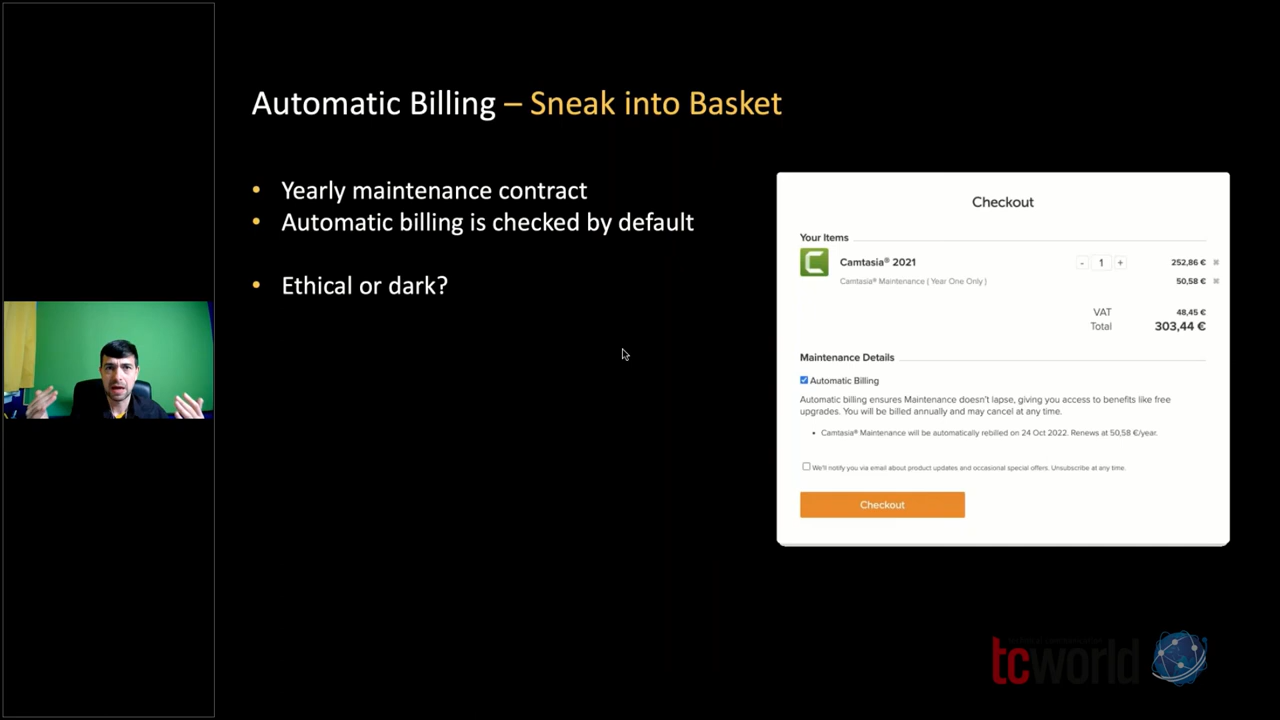 Automatic Billing – Sneak into Basket
• Yearly maintenance contract
• Automatic billing is checked by default
• Ethical or dark?
Checkout
Your Items
Camtasia® 2021 - 1 + 252,86 €
Camtasia® Maintenance ( Year One Only ) 50,58 €
VAT 48,45 €
Total 303,44 €
Maintenance Details
Automatic Billing
Automatic billing ensures Maintenance doesn't lapse, giving you access to benefits like free
upgrades. You will be billed annually and may cancel at any time.
• Camtasia® Maintenance will be automatically rebilled on 24 Oct 2022. Renews at 50,58 €/year.
We'll notify you via email about product updates and occasional special offers. Unsubscribe at any time.
Checkout
tcworld